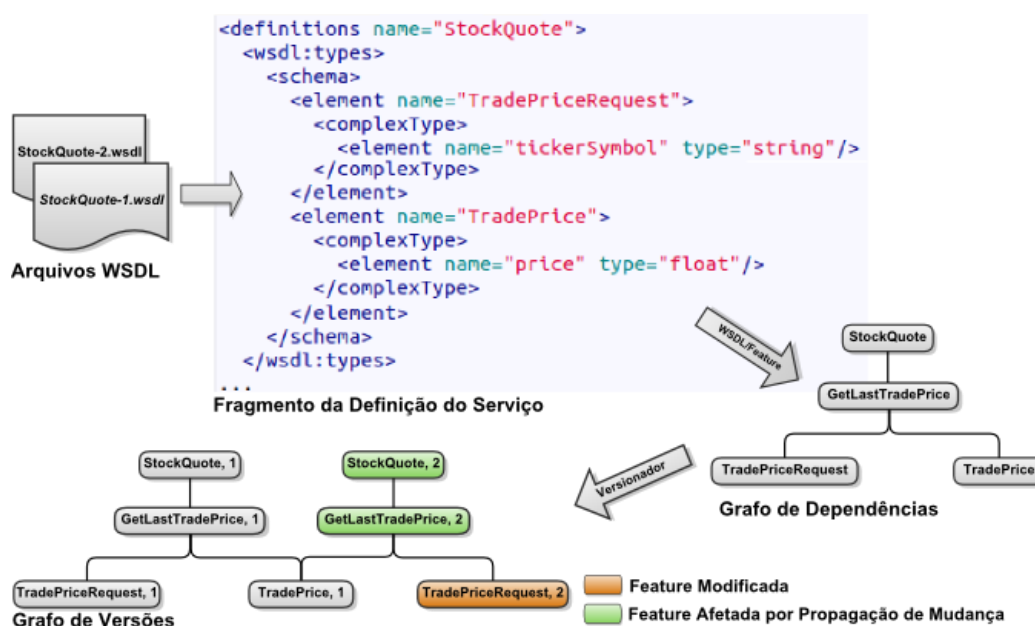 <definitions name="StockQuote">
<wsdl:types>
<schema>
<element name="TradePriceRequest">
<complexType>
<element name="tickerSymbol" type="string"/>
</complexType>
</element>
<element name="TradePrice">
<complexType>
<element name="price" type="float"/>
</complexType>
</element>
</schema>
</wsdl:types>
...
Fragmento da Definição do Serviço
StockQuote-2.wsdl
StockQuote-1.wsdl
Arquivos WSDL
WSDL/Feature
StockQuote
GetLastTradePrice
TradePriceRequest
TradePrice
Grafo de Dependências
Versionador
StockQuote, 1
StockQuote, 2
GetLastTradePrice, 1
GetLastTradePrice, 2
TradePriceRequest, 1
TradePrice, 1
TradePriceRequest, 2
Grafo de Versões
Feature Modificada
Feature Afetada por Propagação de Mudança